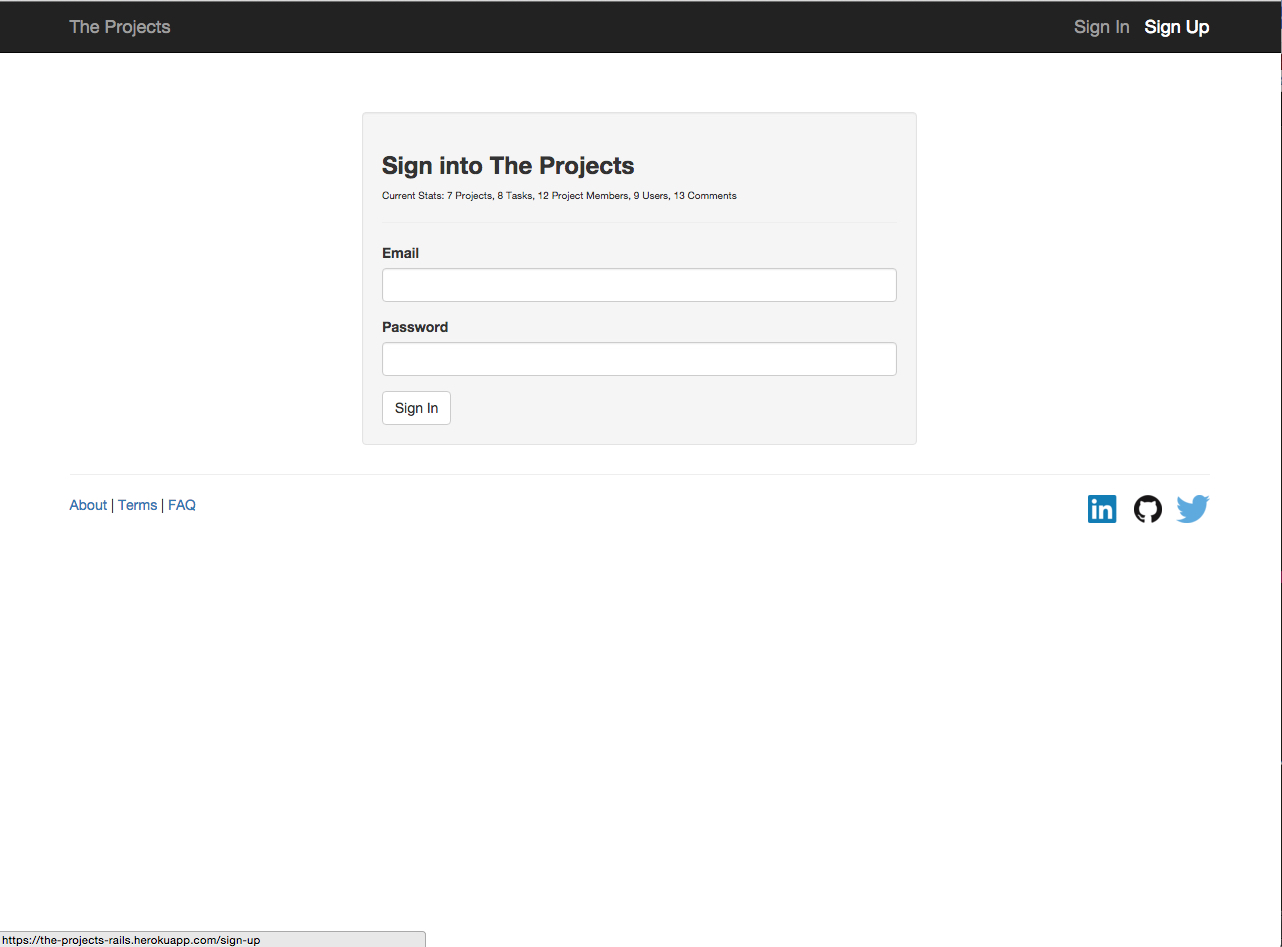 The Projects
Sign In Sign Up
Sign into The Projects
Current Stats: 7 Projects, 8 Tasks, 12 Project Members, 9 Users, 13 Comments
Email
Password
Sign In
About | Terms | FAQ
in
https://the-projects-rails.herokuapp.com/sign-up